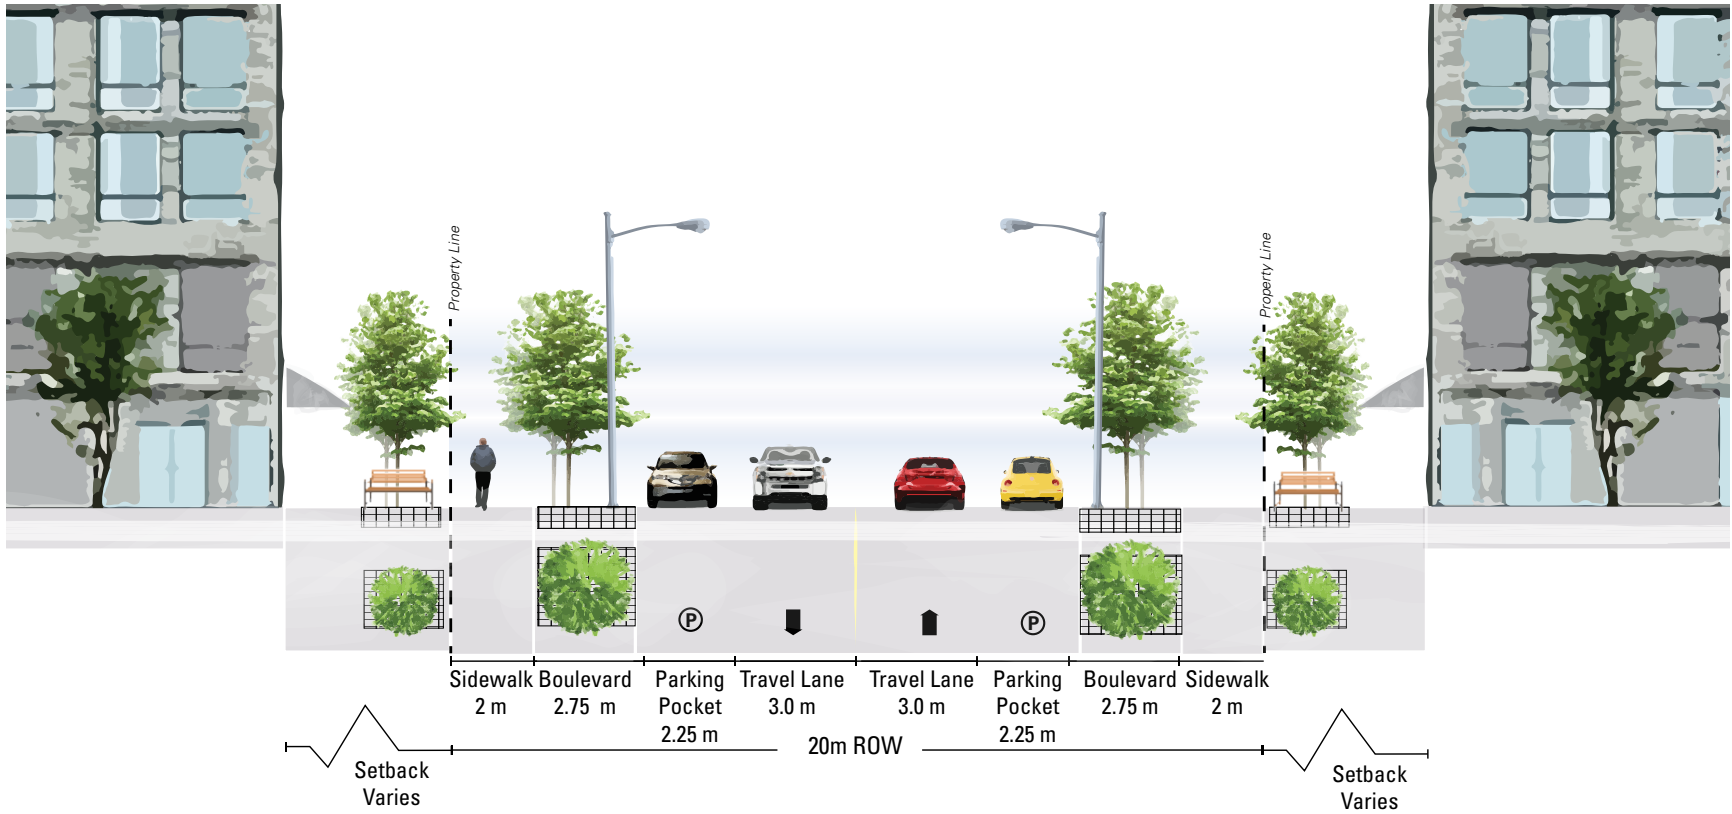 Property Line
Property Line
P
P
Sidewalk
2 m
Boulevard
2.75 m
Parking
Pocket
2.25 m
Travel Lane
3.0 m
Travel Lane
3.0 m
Parking
Pocket
2.25 m
Boulevard
2.75 m
Sidewalk
2 m
20m ROW
Setback
Varies
Setback
Varies